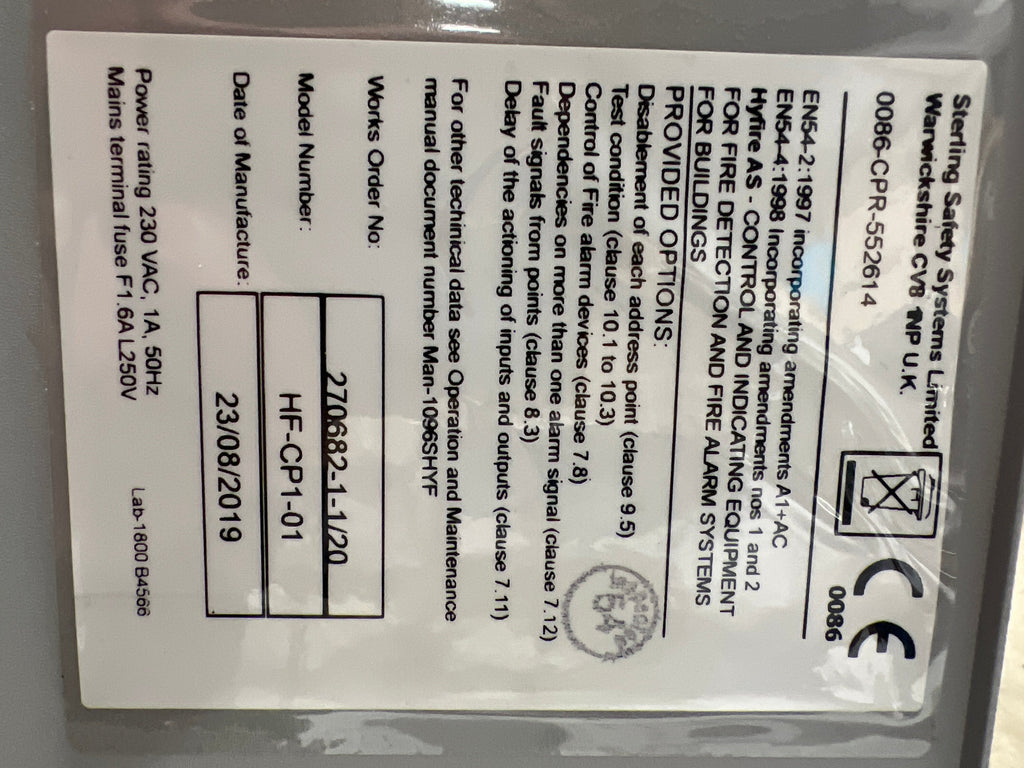 Sterling Safety Systems Limited
Warwickshire CV8 1NP U.K.
0086-CPR-552614
0086
EN54-2:1997 incorporating amendments A1+AC
EN54-4:1998 Incorporating amendments nos 1 and 2
Hyfire AS - CONTROL AND INDICATING EQUIPMENT
FOR FIRE DETECTION AND FIRE ALARM SYSTEMS
FOR BUILDINGS
PROVIDED OPTIONS:
Disablement of each address point (clause 9.5)
Test condition (clause 10.1 to 10.3)
Control of Fire alarm devices (clause 7.8)
Dependencies on more than one alarm signal (clause 7.12)
Fault signals from points (clause 8.3)
Delay of the actioning of inputs and outputs (clause 7.11)
54
For other techinical data see Operation and Maintenance
manual document number Man-1096SHYF
Works Order No: 270682-1-1/20
Model Number: HF-CP1-01
Date of Manufacture: 23/08/2019
Power rating 230 VAC, 1A, 50Hz
Mains terminal fuse F1.6A L250V
Lab-1800 B4566